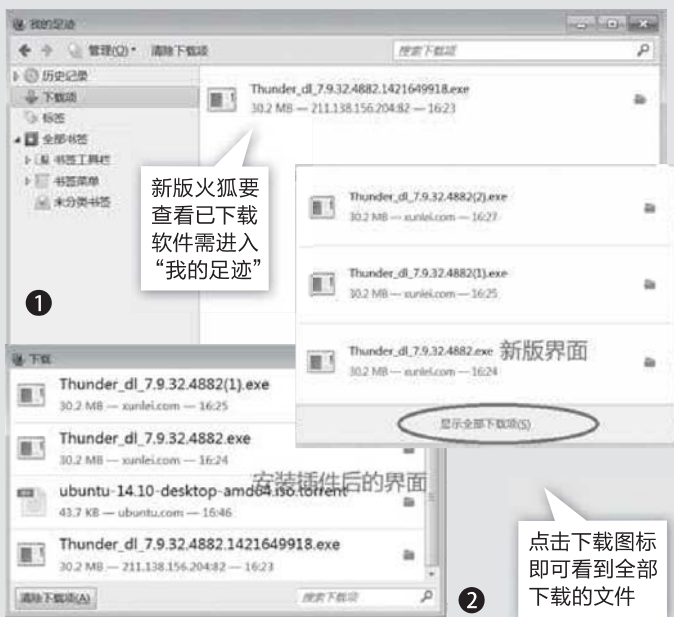 我的足迹
管理(O)
清除下载项
搜索下载项
历史记录
下载项
标签
全部书签
书签工具栏
书签菜单
未分类书签
Thunder_dl_7.9.32.4882.1421649918.exe
30.2 MB — 211.138.156.204:82 — 16:23
新版火狐要
查看已下载
软件需进入
“我的足迹”
❶
Thunder_dl_7.9.32.4882(2).exe
30.2 MB — xunlei.com — 16:27
Thunder_dl_7.9.32.4882(1).exe
30.2 MB — xunlei.com — 16:25
Thunder_dl_7.9.32.4882.exe
新版界面
30.2 MB — xunlei.com — 16:24
显示全部下载项(S)
下载
Thunder_dl_7.9.32.4882(1).exe
30.2 MB — xunlei.com — 16:25
Thunder_dl_7.9.32.4882.exe
30.2 MB — xunlei.com — 16:24
安装插件后的界面
ubuntu-14.10-desktop-amd64.iso.torrent
43.7 KB — ubuntu.com — 16:46
Thunder_dl_7.9.32.4882.1421649918.exe
30.2 MB — 211.138.156.204:82 — 16:23
清除下载项(A)
搜索下载项
❷
点击下载图标
即可看到全部
下载的文件